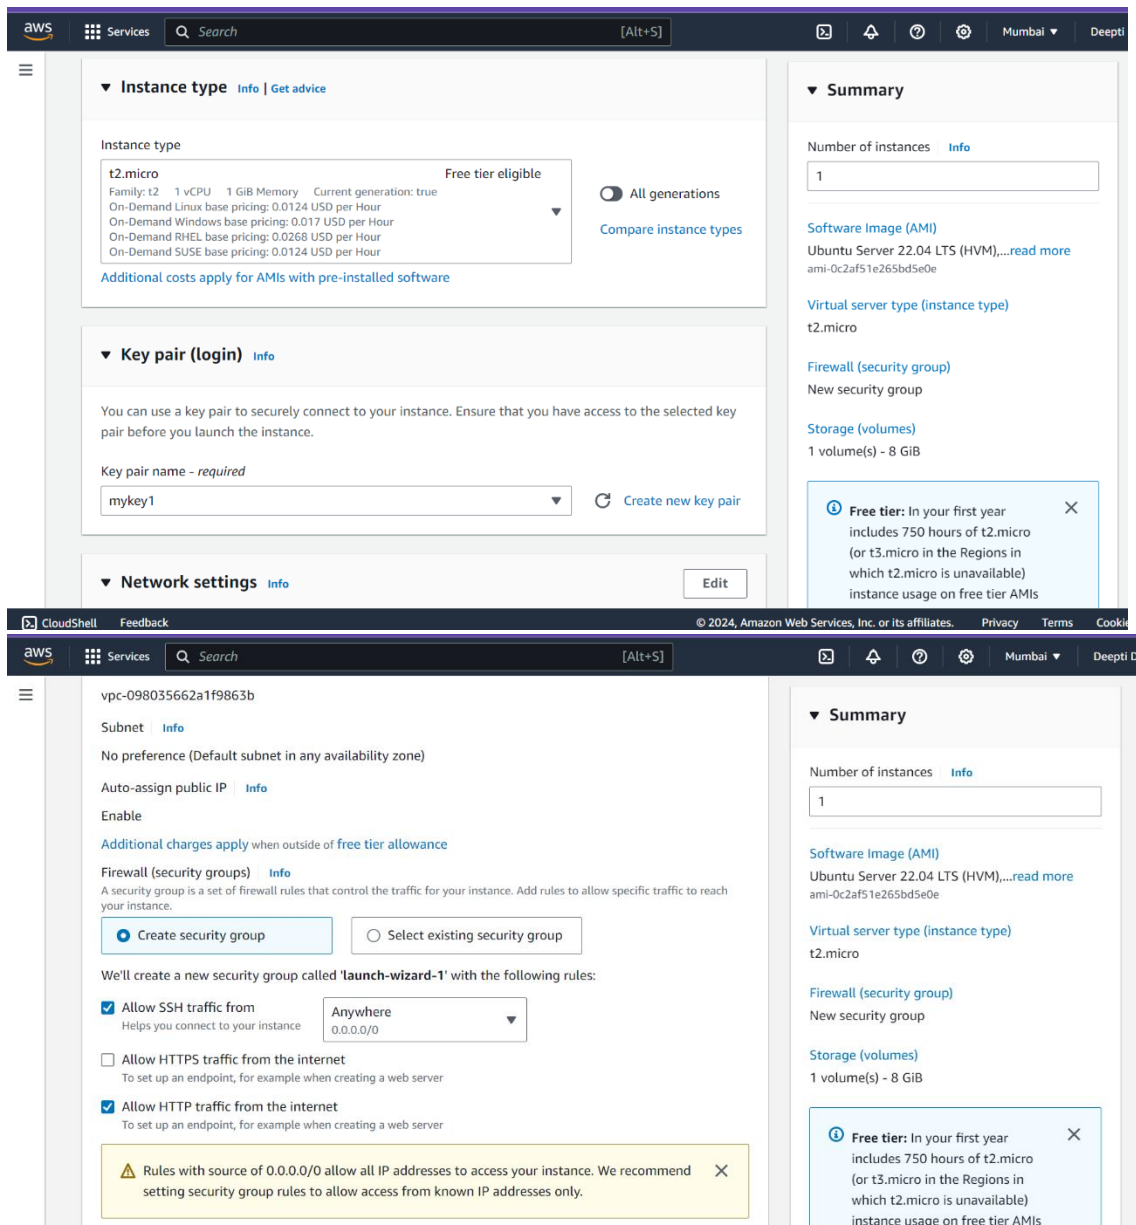 aws Services Search [Alt+S] Mumbai ▼ Deepti
▼ Instance type Info | Get advice
Instance type
t2.micro Free tier eligible
Family: t2 1 vCPU 1 GiB Memory Current generation: true
On-Demand Linux base pricing: 0.0124 USD per Hour
On-Demand Windows base pricing: 0.017 USD per Hour
On-Demand RHEL base pricing: 0.0268 USD per Hour
On-Demand SUSE base pricing: 0.0124 USD per Hour
All generations
Compare instance types
Additional costs apply for AMIs with pre-installed software
▼ Key pair (login) Info
You can use a key pair to securely connect to your instance. Ensure that you have access to the selected key
pair before you launch the instance.
Key pair name - required
mykey1
Create new key pair
▼ Network settings Info
Edit
▼ Summary
Number of instances Info
1
Software Image (AMI)
Ubuntu Server 22.04 LTS (HVM),...read more
ami-0c2af51e265bd5e0e
Virtual server type (instance type)
t2.micro
Firewall (security group)
New security group
Storage (volumes)
1 volume(s) - 8 GiB
Free tier: In your first year
includes 750 hours of t2.micro
(or t3.micro in the Regions in
which t2.micro is unavailable)
instance usage on free tier AMIs
CloudShell Feedback © 2024, Amazon Web Services, Inc. or its affiliates. Privacy Terms Cookie
aws Services Search [Alt+S] Mumbai ▼ Deepti D
vpc-098035662a1f9863b
Subnet Info
No preference (Default subnet in any availability zone)
Auto-assign public IP Info
Enable
Additional charges apply when outside of free tier allowance
Firewall (security groups) Info
A security group is a set of firewall rules that control the traffic for your instance. Add rules to allow specific traffic to reach
your instance.
Create security group
Select existing security group
We'll create a new security group called 'launch-wizard-1' with the following rules:
Allow SSH traffic from
Helps you connect to your instance
Anywhere
0.0.0.0/0
Allow HTTPS traffic from the internet
To set up an endpoint, for example when creating a web server
Allow HTTP traffic from the internet
To set up an endpoint, for example when creating a web server
Rules with source of 0.0.0.0/0 allow all IP addresses to access your instance. We recommend
setting security group rules to allow access from known IP addresses only.
▼ Summary
Number of instances Info
1
Software Image (AMI)
Ubuntu Server 22.04 LTS (HVM),...read more
ami-0c2af51e265bd5e0e
Virtual server type (instance type)
t2.micro
Firewall (security group)
New security group
Storage (volumes)
1 volume(s) - 8 GiB
Free tier: In your first year
includes 750 hours of t2.micro
(or t3.micro in the Regions in
which t2.micro is unavailable)
instance usage on free tier AMIs